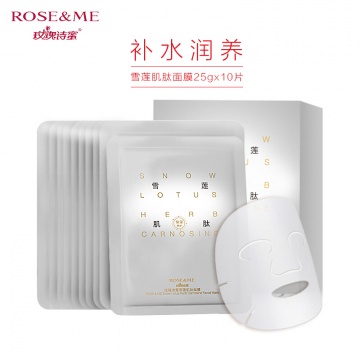 ROSE&ME
玫瑰诗蜜
补水润养
雪莲肌肽面膜25gx10片
SNOW
雪 莲
LOTUS
HERB
肌 肽
CARNOSINE
ROSE&ME